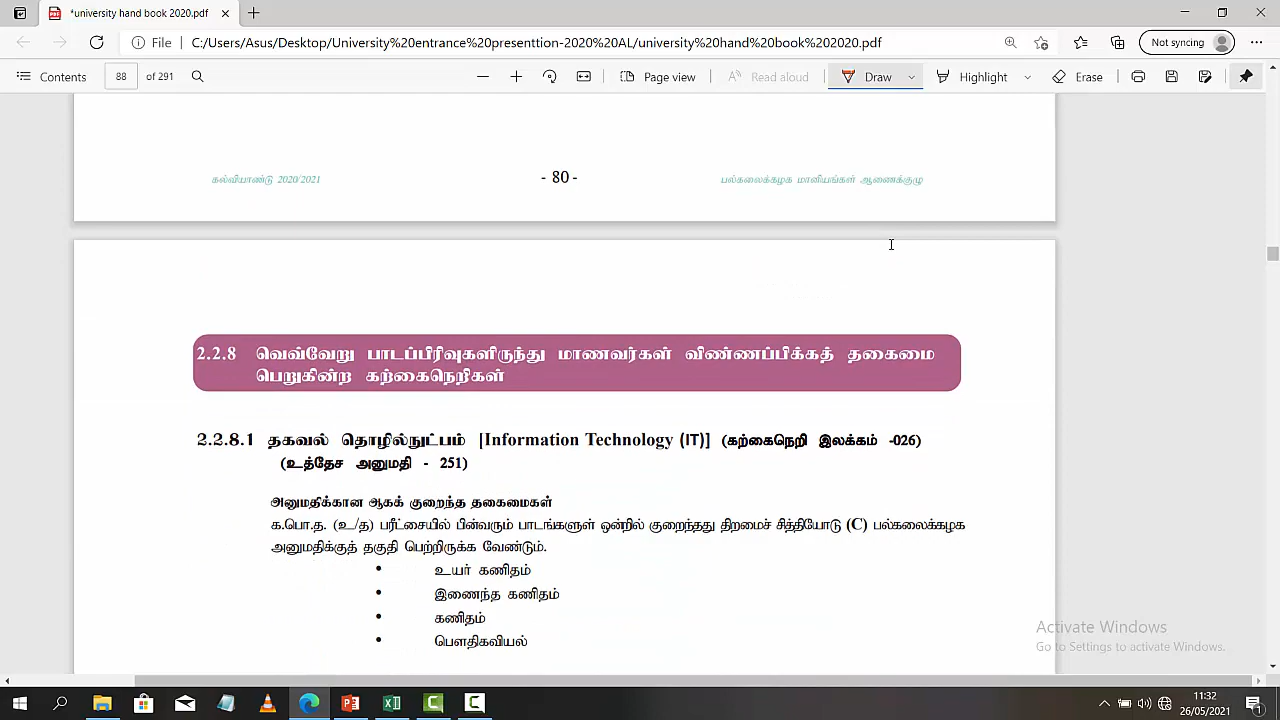 *university hand book 2020.pdf
File C:/Users/Asus/Desktop/University%20entrance%20presenttion-2020%20AL/university%20hand%20book%202020.pdf
Not syncing
Contents 88 of 291 Page view Read aloud Draw Highlight Erase
கல்வியாண்டு 2020/2021 - 80 - பல்கலைக்கழக மானியங்கள் ஆணைக்குழு
2.2.8 வெவ்வேறு பாடப்பிரிவுகளிருந்து மாணவர்கள் விண்ணப்பிக்கத் தகைமை
பெறுகின்ற கற்கைநெறிகள்
2.2.8.1 தகவல் தொழில்நுட்பம் [Information Technology (IT)] (கற்கைநெறி இலக்கம் -026)
(உத்தேச அனுமதி - 251)
அனுமதிக்கான ஆகக் குறைந்த தகைமைகள்
க.பொ.த. (உ/த) பரீட்சையில் பின்வரும் பாடங்களுள் ஒன்றில் குறைந்தது திறமைச் சித்தியோடு (C) பல்கலைக்கழக
அனுமதிக்குத் தகுதி பெற்றிருக்க வேண்டும்.
• உயர் கணிதம்
• இணைந்த கணிதம்
• கணிதம்
• பௌதிகவியல்
Activate Windows
Go to Settings to activate Windows.
11:32
26/05/2021